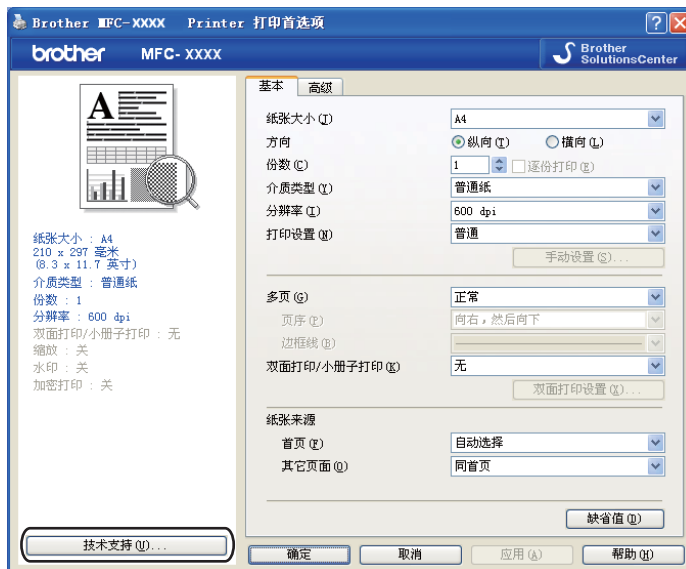 Brother MFC-XXXX Printer 打印首选项
brother MFC- XXXX
Brother
SolutionsCenter
A
纸张大小 : A4
210 x 297 毫米
(8.3 x 11.7 英寸)
介质类型 : 普通纸
份数 : 1
分辨率 : 600 dpi
双面打印/小册子打印 : 无
缩放 : 关
水印 : 关
加密打印 : 关
技术支持(U)...
基本 高级
纸张大小(J) A4
方向 纵向(T) 横向(L)
份数(C) 1 逐份打印(E)
介质类型(Y) 普通纸
分辨率(I) 600 dpi
打印设置(N) 普通
手动设置(S)...
多页(G) 正常
页序(P) 向右,然后向下
边框线(B)
双面打印/小册子打印(K) 无
双面打印设置(X)...
纸张来源
首页(F) 自动选择
其它页面(O) 同首页
缺省值(D)
确定 取消 应用(A) 帮助(H)